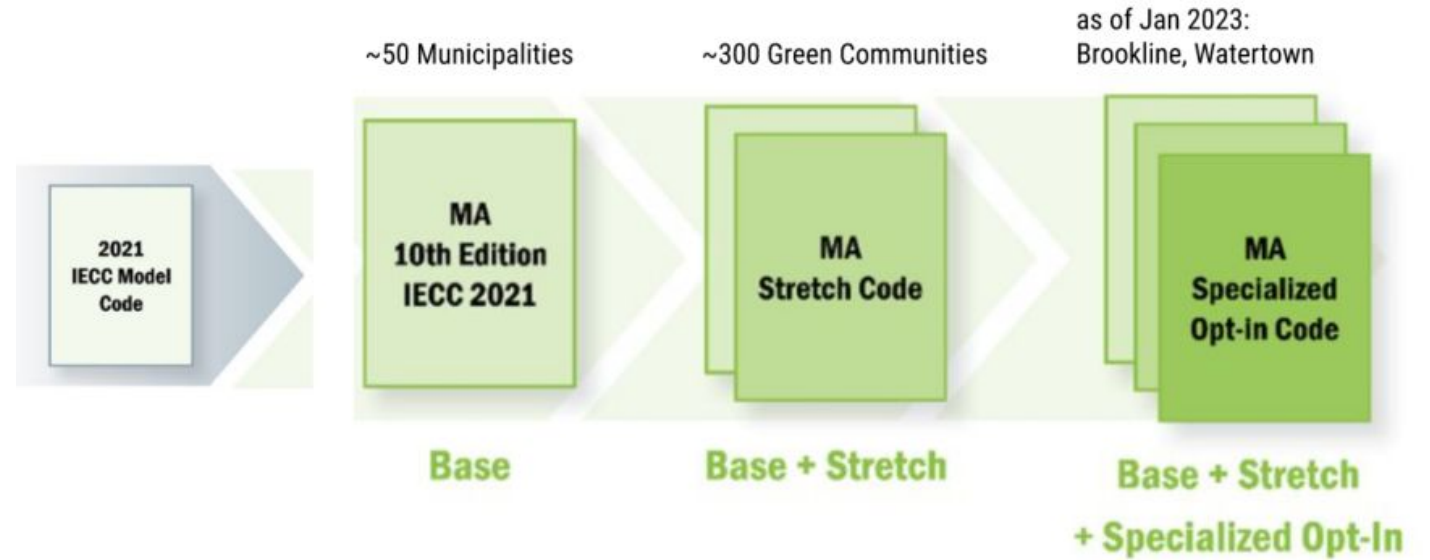 2021
IECC Model
Code
~50 Municipalities
MA
10th Edition
IECC 2021
Base
~300 Green Communities
MA
Stretch Code
Base + Stretch
as of Jan 2023:
Brookline, Watertown
MA
Specialized
Opt-in Code
Base + Stretch
+ Specialized Opt-In